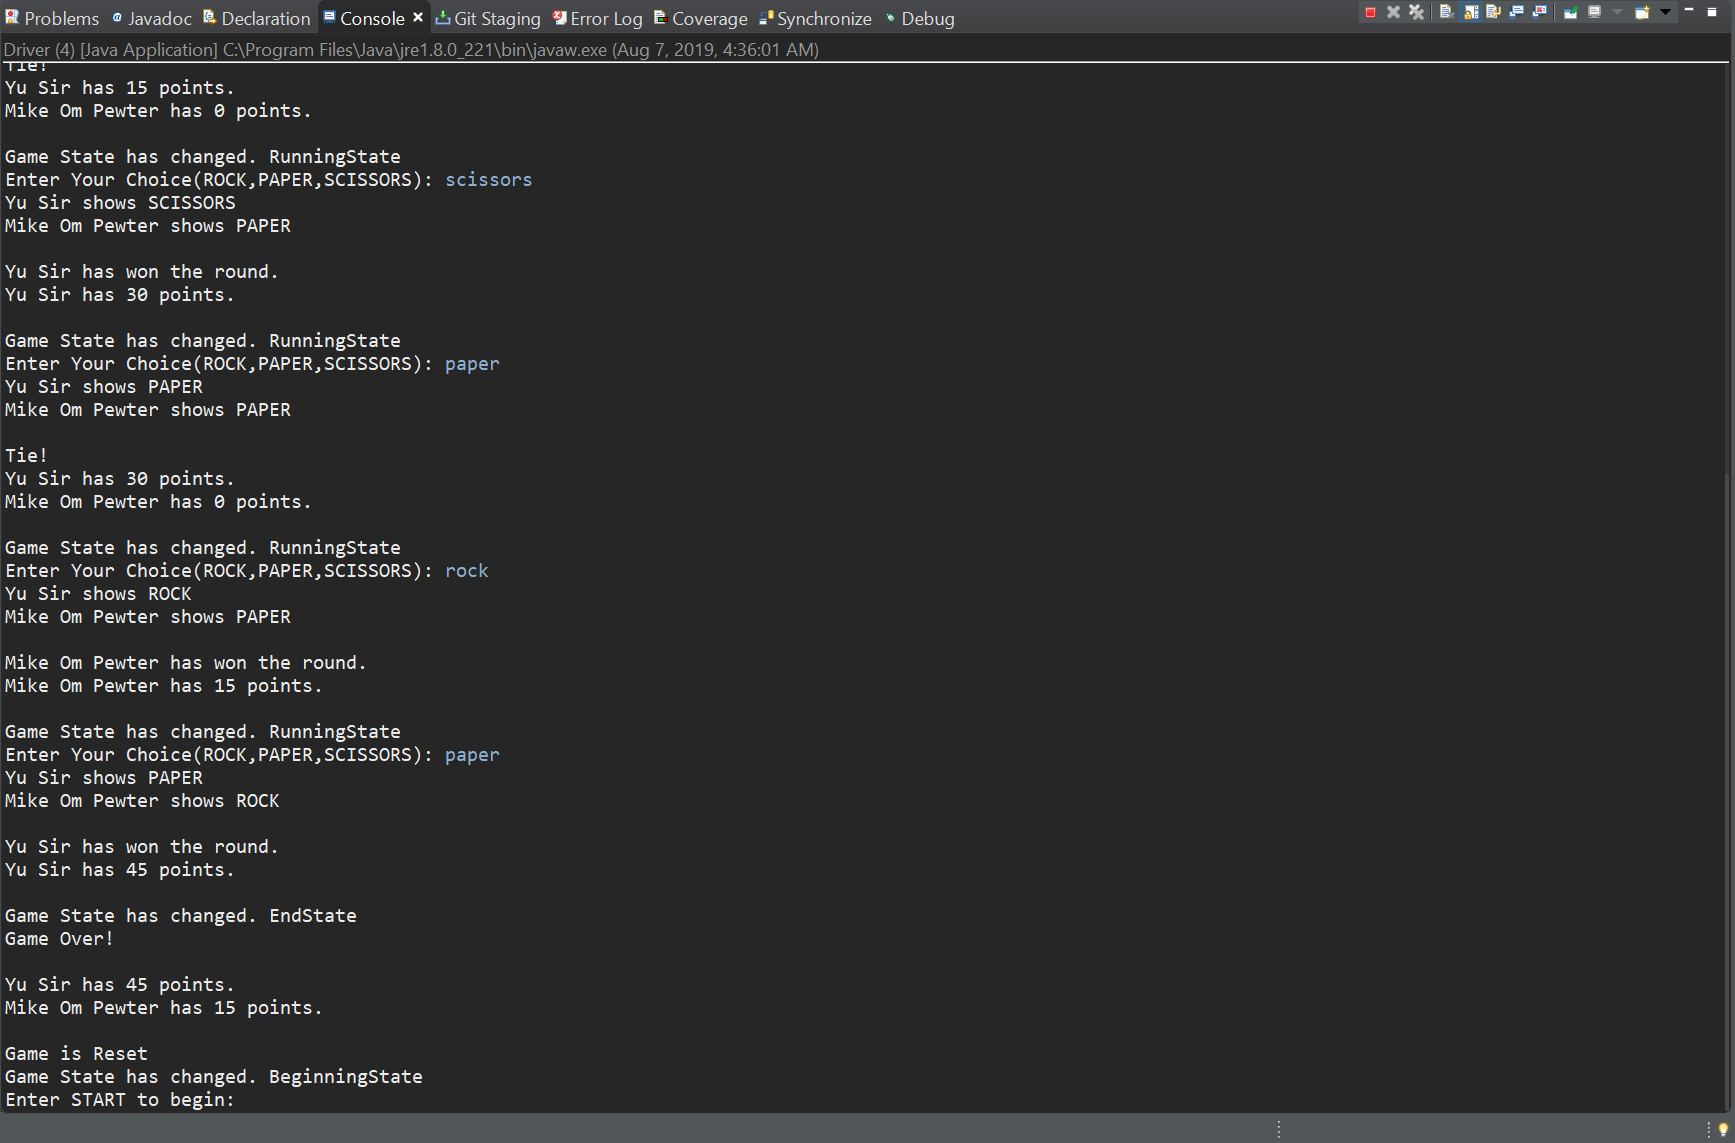 Problems Javadoc Declaration Console Git Staging Error Log Coverage Synchronize Debug
Driver (4) [Java Application] C:\Program Files\Java\jre1.8.0_221\bin\javaw.exe (Aug 7, 2019, 4:36:01 AM)
Tie!
Yu Sir has 15 points.
Mike Om Pewter has 0 points.
Game State has changed. RunningState
Enter Your Choice(ROCK,PAPER,SCISSORS): scissors
Yu Sir shows SCISSORS
Mike Om Pewter shows PAPER
Yu Sir has won the round.
Yu Sir has 30 points.
Game State has changed. RunningState
Enter Your Choice(ROCK,PAPER,SCISSORS): paper
Yu Sir shows PAPER
Mike Om Pewter shows PAPER
Tie!
Yu Sir has 30 points.
Mike Om Pewter has 0 points.
Game State has changed. RunningState
Enter Your Choice(ROCK,PAPER,SCISSORS): rock
Yu Sir shows ROCK
Mike Om Pewter shows PAPER
Mike Om Pewter has won the round.
Mike Om Pewter has 15 points.
Game State has changed. RunningState
Enter Your Choice(ROCK,PAPER,SCISSORS): paper
Yu Sir shows PAPER
Mike Om Pewter shows ROCK
Yu Sir has won the round.
Yu Sir has 45 points.
Game State has changed. EndState
Game Over!
Yu Sir has 45 points.
Mike Om Pewter has 15 points.
Game is Reset
Game State has changed. BeginningState
Enter START to begin: